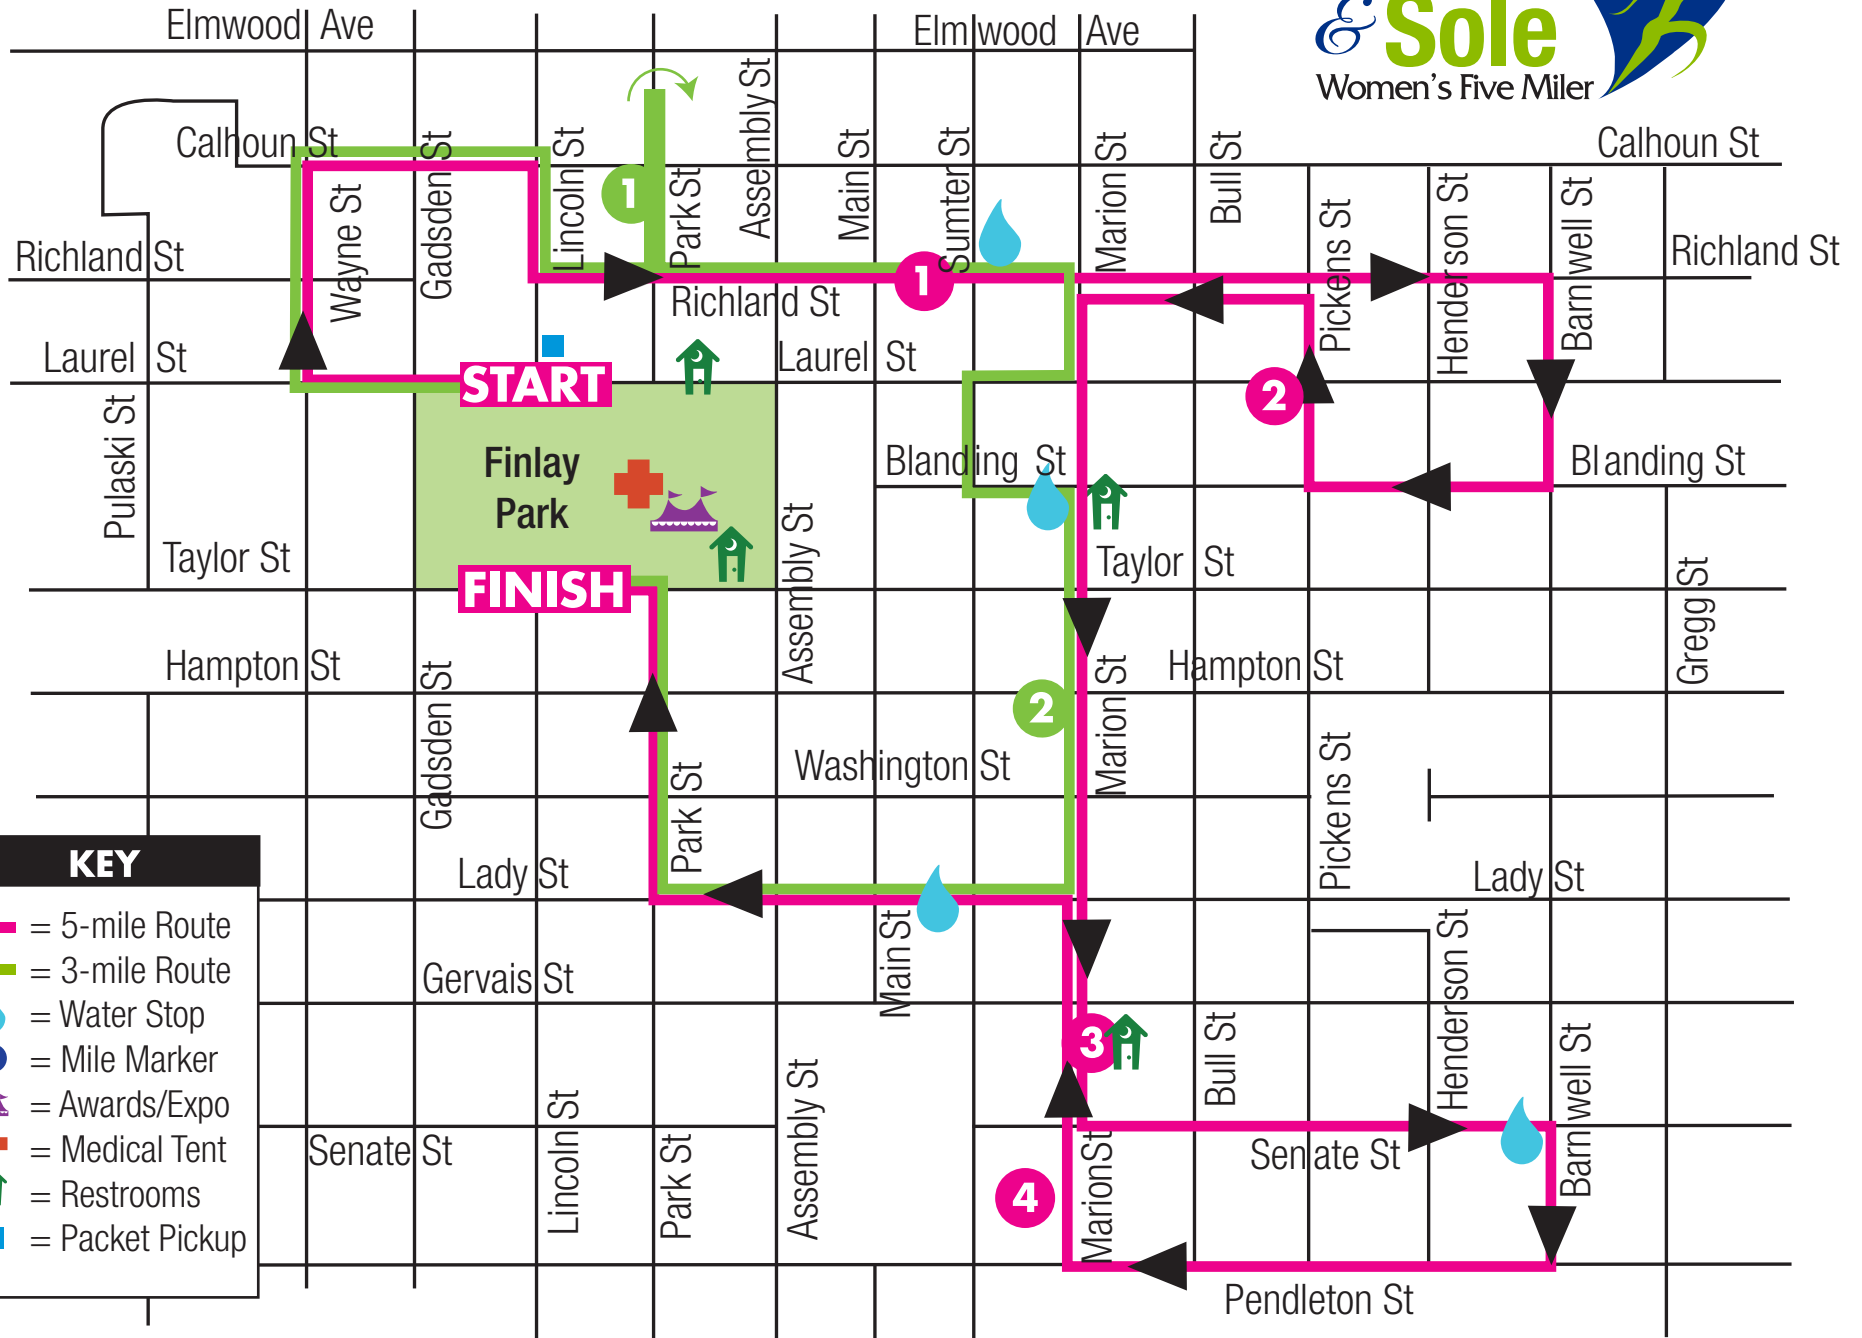 Elmwood Ave
Elmwood Ave
& Sole
Women's Five Miler
Calhoun St
Calhoun St
Wayne St
Gadsden St
Lincoln St
1
Park St
Assembly St
Main St
Sumter St
Marion St
Bull St
Pickens St
Henderson St
Barnwell St
Richland St
Richland St
1
Richland St
Laurel St
START
Laurel St
2
Pulaski St
Finlay
Park
Blanding St
Blanding St
Assembly St
Taylor St
FINISH
Taylor St
Gregg St
Hampton St
Hampton St
Gadsden St
2
Marion St
Washington St
Park St
Pickens St
KEY
Lady St
Lady St
= 5-mile Route
= 3-mile Route
= Water Stop
= Mile Marker
= Awards/Expo
= Medical Tent
= Restrooms
= Packet Pickup
Main St
Gervais St
Henderson St
3
Bull St
Barnwell St
Senate St
Lincoln St
Park St
Assembly St
Marion St
Senate St
4
Pendleton St